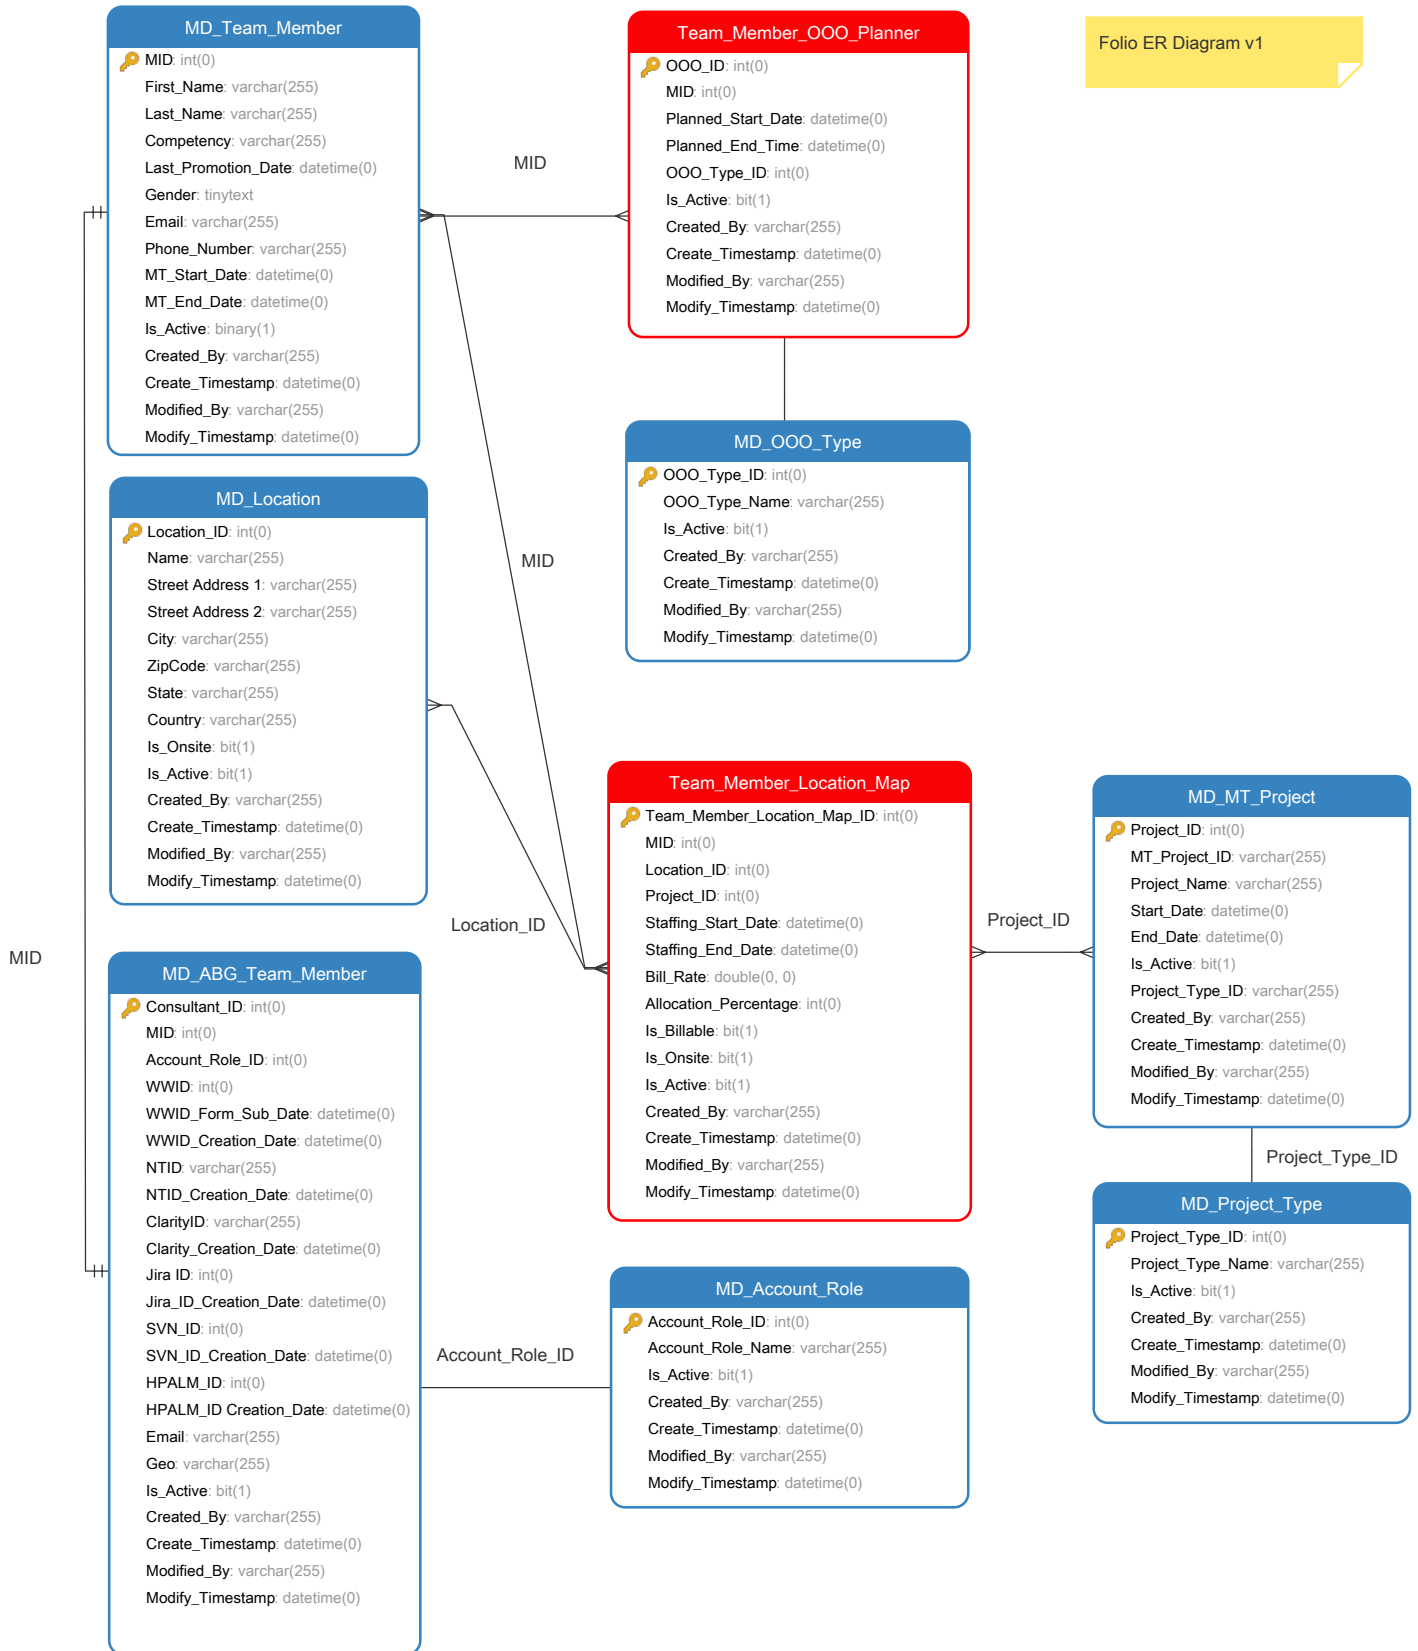 MD_Team_Member
MID: int(0)
First_Name: varchar(255)
Last_Name: varchar(255)
Competency: varchar(255)
Last_Promotion_Date: datetime(0)
Gender: tinytext
Email: varchar(255)
Phone_Number: varchar(255)
MT_Start_Date: datetime(0)
MT_End_Date: datetime(0)
Is_Active: binary(1)
Created_By: varchar(255)
Create_Timestamp: datetime(0)
Modified_By: varchar(255)
Modify_Timestamp: datetime(0)
MID
Team_Member_OOO_Planner
OOO_ID: int(0)
MID: int(0)
Planned_Start_Date: datetime(0)
Planned_End_Time: datetime(0)
OOO_Type_ID: int(0)
Is_Active: bit(1)
Created_By: varchar(255)
Create_Timestamp: datetime(0)
Modified_By: varchar(255)
Modify_Timestamp: datetime(0)
Folio ER Diagram v1
MD_OOO_Type
OOO_Type_ID: int(0)
OOO_Type_Name: varchar(255)
Is_Active: bit(1)
Created_By: varchar(255)
Create_Timestamp: datetime(0)
Modified_By: varchar(255)
Modify_Timestamp: datetime(0)
MID
MD_Location
Location_ID: int(0)
Name: varchar(255)
Street Address 1: varchar(255)
Street Address 2: varchar(255)
City: varchar(255)
ZipCode: varchar(255)
State: varchar(255)
Country: varchar(255)
Is_Onsite: bit(1)
Is_Active: bit(1)
Created_By: varchar(255)
Create_Timestamp: datetime(0)
Modified_By: varchar(255)
Modify_Timestamp: datetime(0)
Location_ID
Team_Member_Location_Map
Team_Member_Location_Map_ID: int(0)
MID: int(0)
Location_ID: int(0)
Project_ID: int(0)
Staffing_Start_Date: datetime(0)
Staffing_End_Date: datetime(0)
Bill_Rate: double(0, 0)
Allocation_Percentage: int(0)
Is_Billable: bit(1)
Is_Onsite: bit(1)
Is_Active: bit(1)
Created_By: varchar(255)
Create_Timestamp: datetime(0)
Modified_By: varchar(255)
Modify_Timestamp: datetime(0)
Project_ID
MD_MT_Project
Project_ID: int(0)
MT_Project_ID: varchar(255)
Project_Name: varchar(255)
Start_Date: datetime(0)
End_Date: datetime(0)
Is_Active: bit(1)
Project_Type_ID: varchar(255)
Created_By: varchar(255)
Create_Timestamp: datetime(0)
Modified_By: varchar(255)
Modify_Timestamp: datetime(0)
Project_Type_ID
MD_Project_Type
Project_Type_ID: int(0)
Project_Type_Name: varchar(255)
Is_Active: bit(1)
Created_By: varchar(255)
Create_Timestamp: datetime(0)
Modified_By: varchar(255)
Modify_Timestamp: datetime(0)
MID
MD_ABG_Team_Member
Consultant_ID: int(0)
MID: int(0)
Account_Role_ID: int(0)
WWID: int(0)
WWID_Form_Sub_Date: datetime(0)
WWID_Creation_Date: datetime(0)
NTID: varchar(255)
NTID_Creation_Date: datetime(0)
ClarityID: varchar(255)
Clarity_Creation_Date: datetime(0)
Jira ID: int(0)
Jira_ID_Creation_Date: datetime(0)
SVN_ID: int(0)
SVN_ID_Creation_Date: datetime(0)
HPALM_ID: int(0)
HPALM_ID Creation_Date: datetime(0)
Email: varchar(255)
Geo: varchar(255)
Is_Active: bit(1)
Created_By: varchar(255)
Create_Timestamp: datetime(0)
Modified_By: varchar(255)
Modify_Timestamp: datetime(0)
Account_Role_ID
MD_Account_Role
Account_Role_ID: int(0)
Account_Role_Name: varchar(255)
Is_Active: bit(1)
Created_By: varchar(255)
Create_Timestamp: datetime(0)
Modified_By: varchar(255)
Modify_Timestamp: datetime(0)